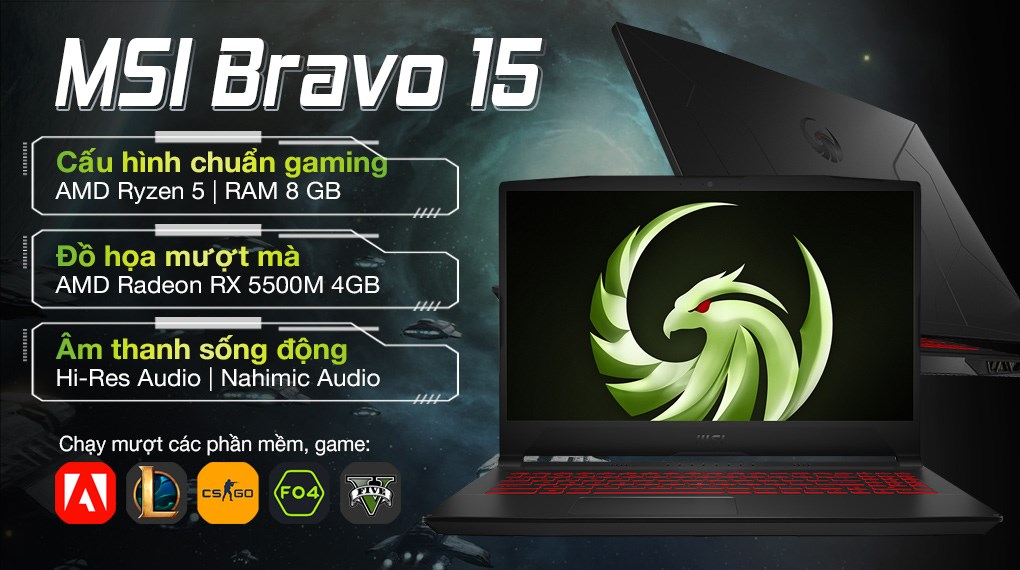 MSI Bravo 15
Cấu hình chuẩn gaming
AMD Ryzen 5 | RAM 8 GB
Đồ họa mượt mà
AMD Radeon RX 5500M 4GB
Âm thanh sống động
Hi-Res Audio | Nahimic Audio
Chạy mượt các phần mềm, game:
L
CS GO
FO4
V
FIVE
msi